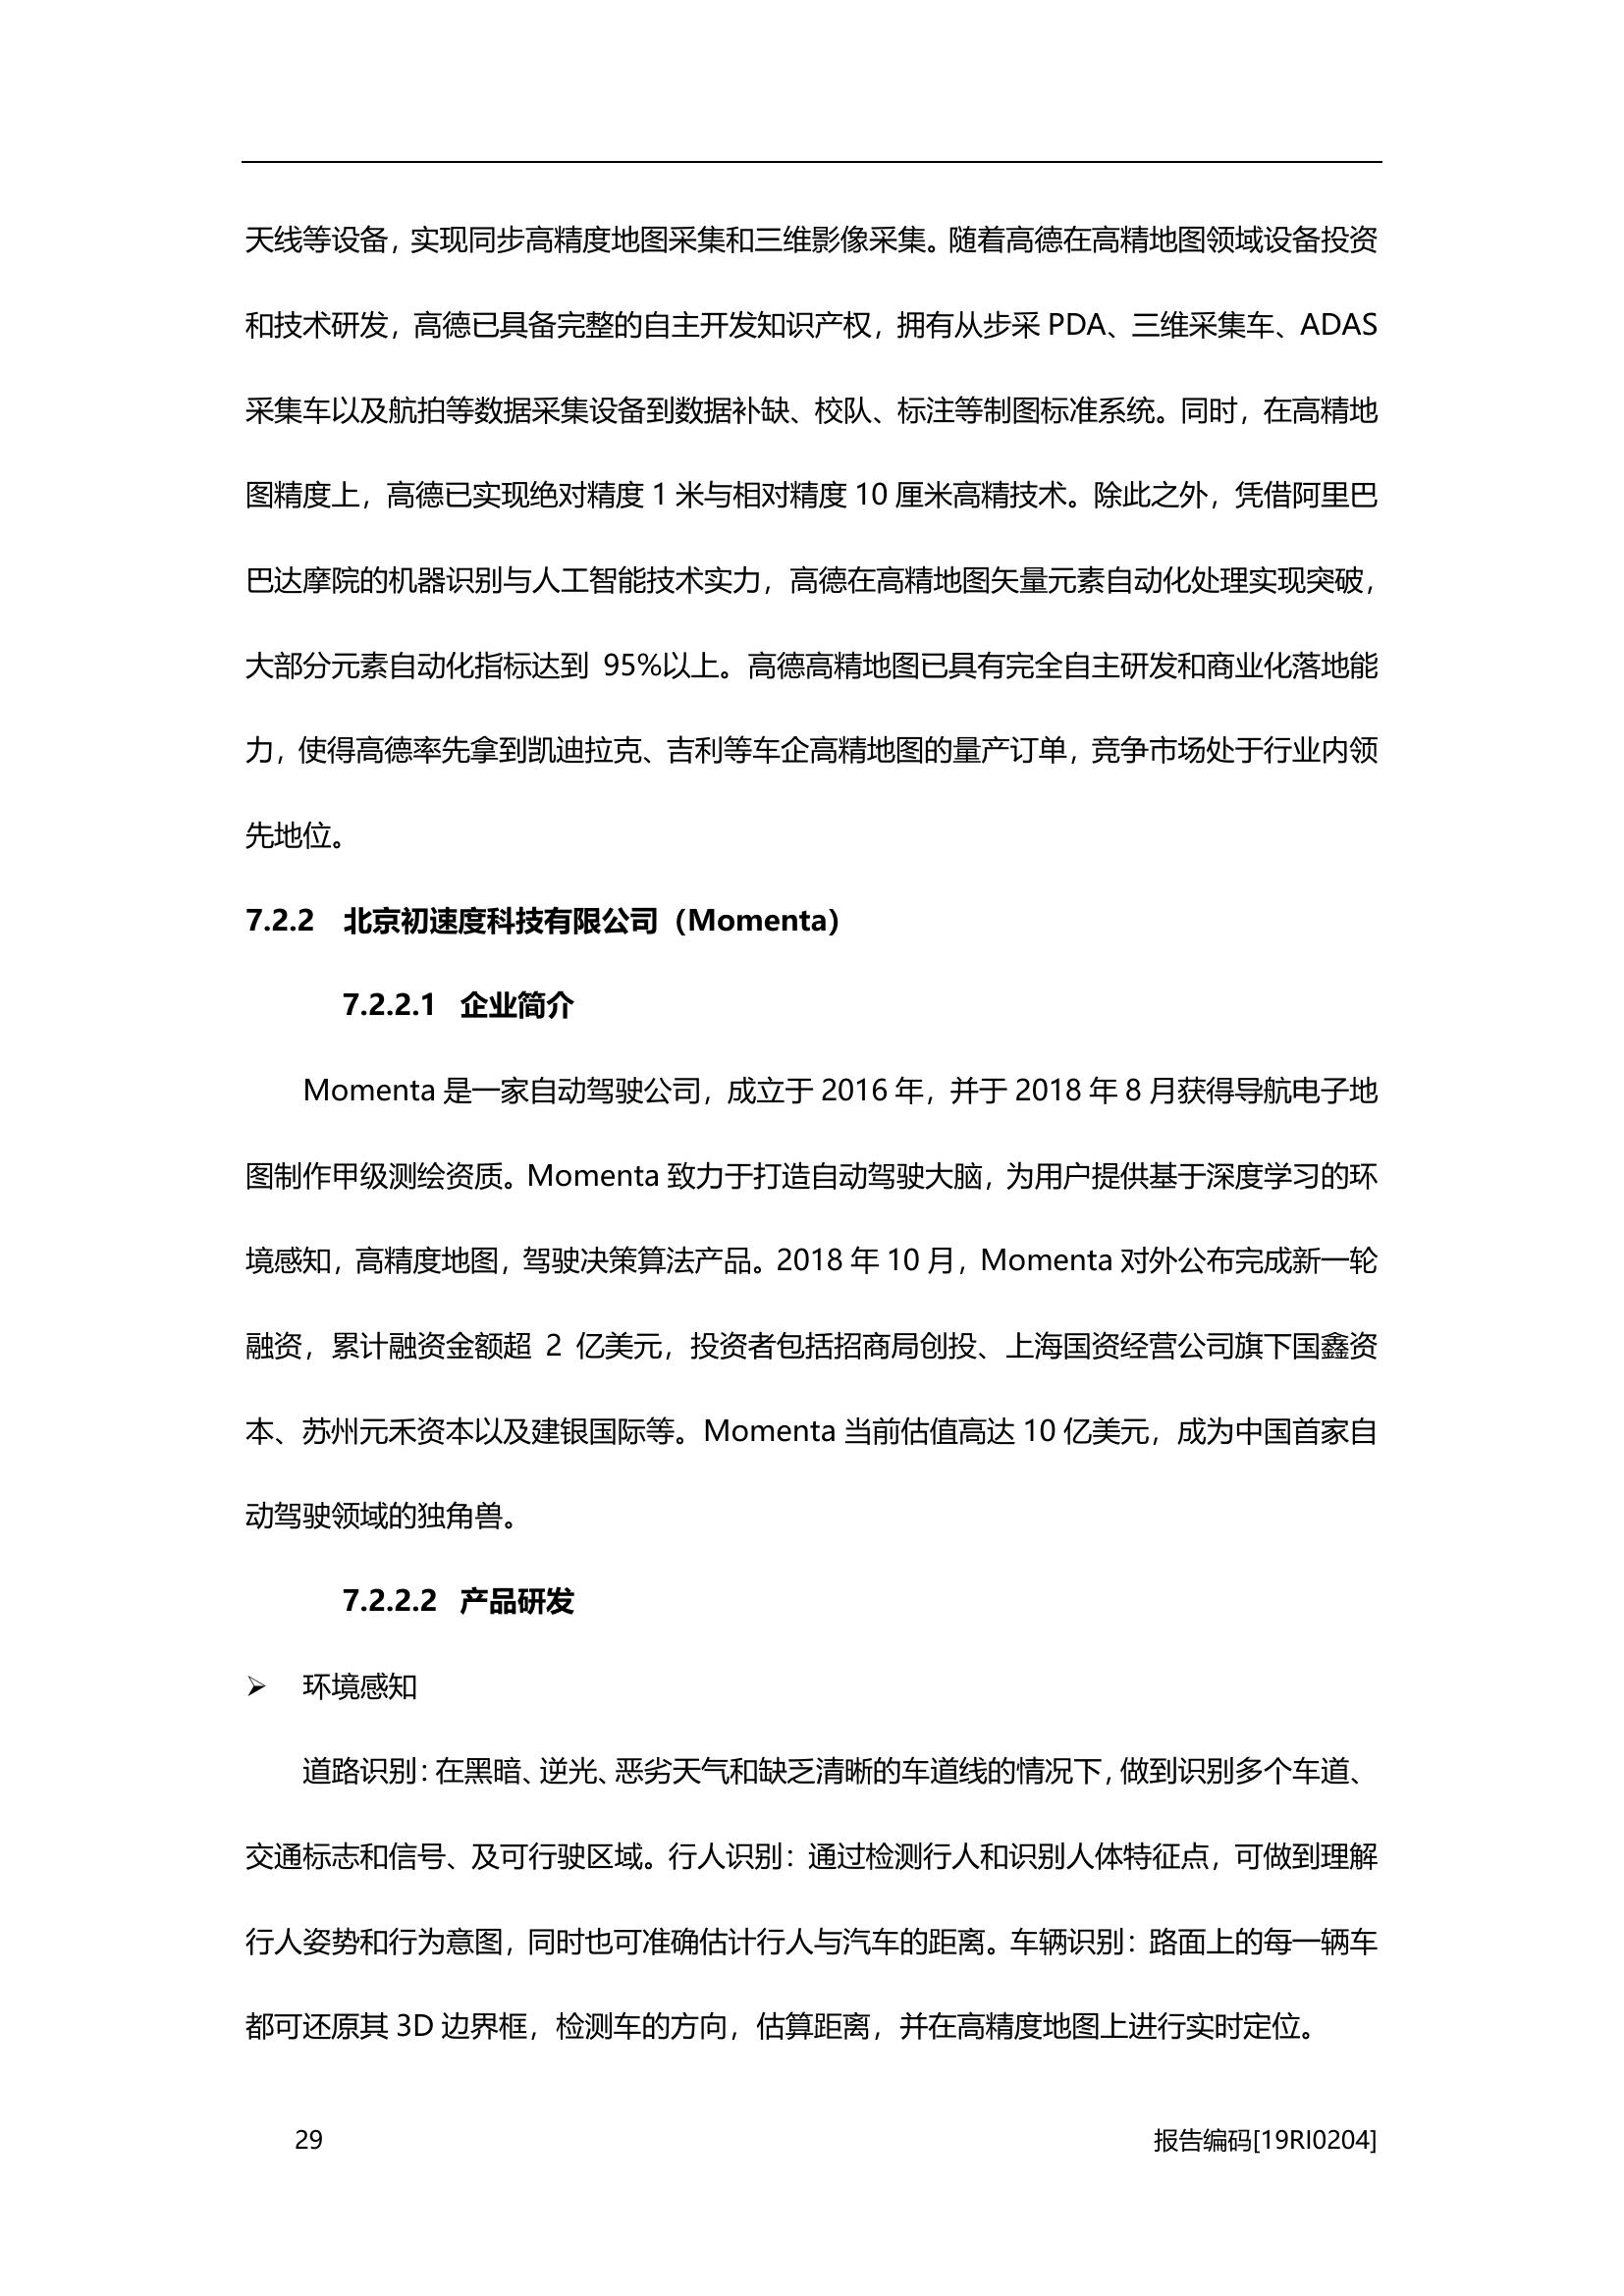 天线等设备，实现同步高精度地图采集和三维影像采集。随着高德在高精地图领域设备投资
和技术研发，高德已具备完整的自主开发知识产权，拥有从步采 PDA、三维采集车、ADAS
采集车以及航拍等数据采集设备到数据补缺、校队、标注等制图标准系统。同时，在高精地
图精度上，高德已实现绝对精度 1 米与相对精度 10 厘米高精技术。除此之外，凭借阿里巴
巴达摩院的机器识别与人工智能技术实力，高德在高精地图矢量元素自动化处理实现突破，
大部分元素自动化指标达到 95%以上。高德高精地图已具有完全自主研发和商业化落地能
力，使得高德率先拿到凯迪拉克、吉利等车企高精地图的量产订单，竞争市场处于行业内领
先地位。
7.2.2 北京初速度科技有限公司（Momenta）
7.2.2.1 企业简介
Momenta 是一家自动驾驶公司，成立于 2016 年，并于 2018 年 8 月获得导航电子地
图制作甲级测绘资质。Momenta 致力于打造自动驾驶大脑，为用户提供基于深度学习的环
境感知，高精度地图，驾驶决策算法产品。2018 年 10 月，Momenta 对外公布完成新一轮
融资，累计融资金额超 2 亿美元，投资者包括招商局创投、上海国资经营公司旗下国鑫资
本、苏州元禾资本以及建银国际等。Momenta 当前估值高达 10 亿美元，成为中国首家自
动驾驶领域的独角兽。
7.2.2.2 产品研发
➢ 环境感知
道路识别：在黑暗、逆光、恶劣天气和缺乏清晰的车道线的情况下，做到识别多个车道、
交通标志和信号、及可行驶区域。行人识别：通过检测行人和识别人体特征点，可做到理解
行人姿势和行为意图，同时也可准确估计行人与汽车的距离。车辆识别：路面上的每一辆车
都可还原其 3D 边界框，检测车的方向，估算距离，并在高精度地图上进行实时定位。
29 报告编码[19RI0204]